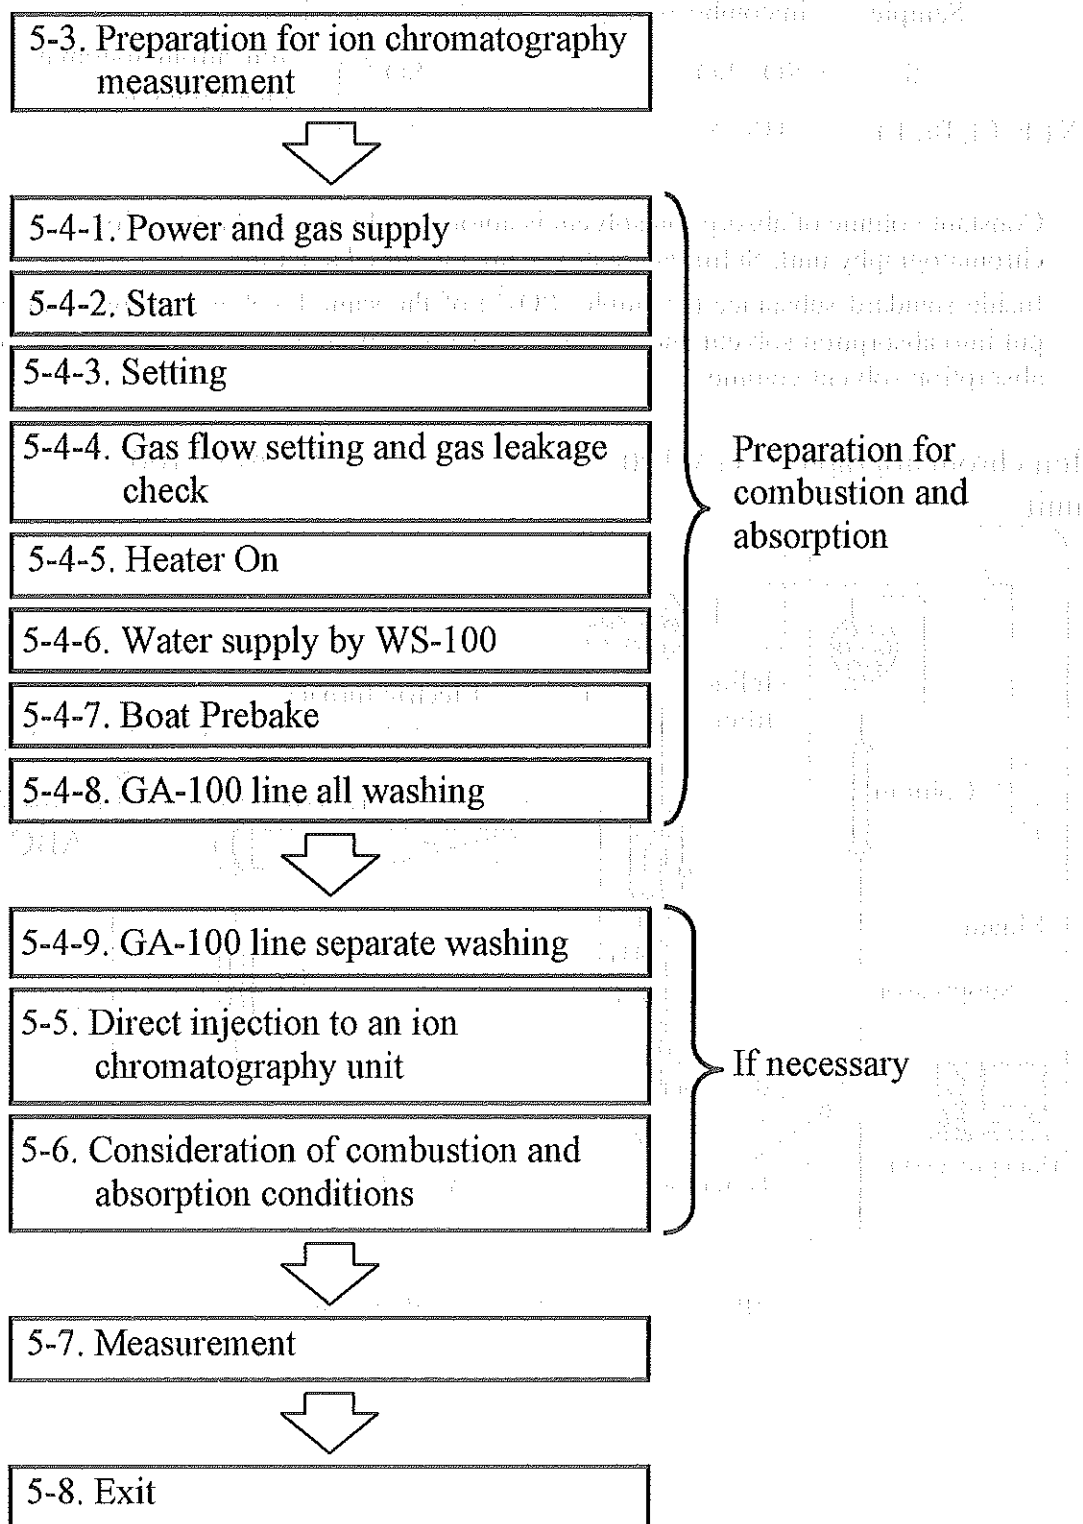 5-3. Preparation for ion chromatography
measurement
5-4-1. Power and gas supply
5-4-2. Start
5-4-3. Setting
5-4-4. Gas flow setting and gas leakage
check
5-4-5. Heater On
5-4-6. Water supply by WS-100
5-4-7. Boat Prebake
5-4-8. GA-100 line all washing
Preparation for
combustion and
absorption
5-4-9. GA-100 line separate washing
5-5. Direct injection to an ion
chromatography unit
5-6. Consideration of combustion and
absorption conditions
If necessary
5-7. Measurement
5-8. Exit